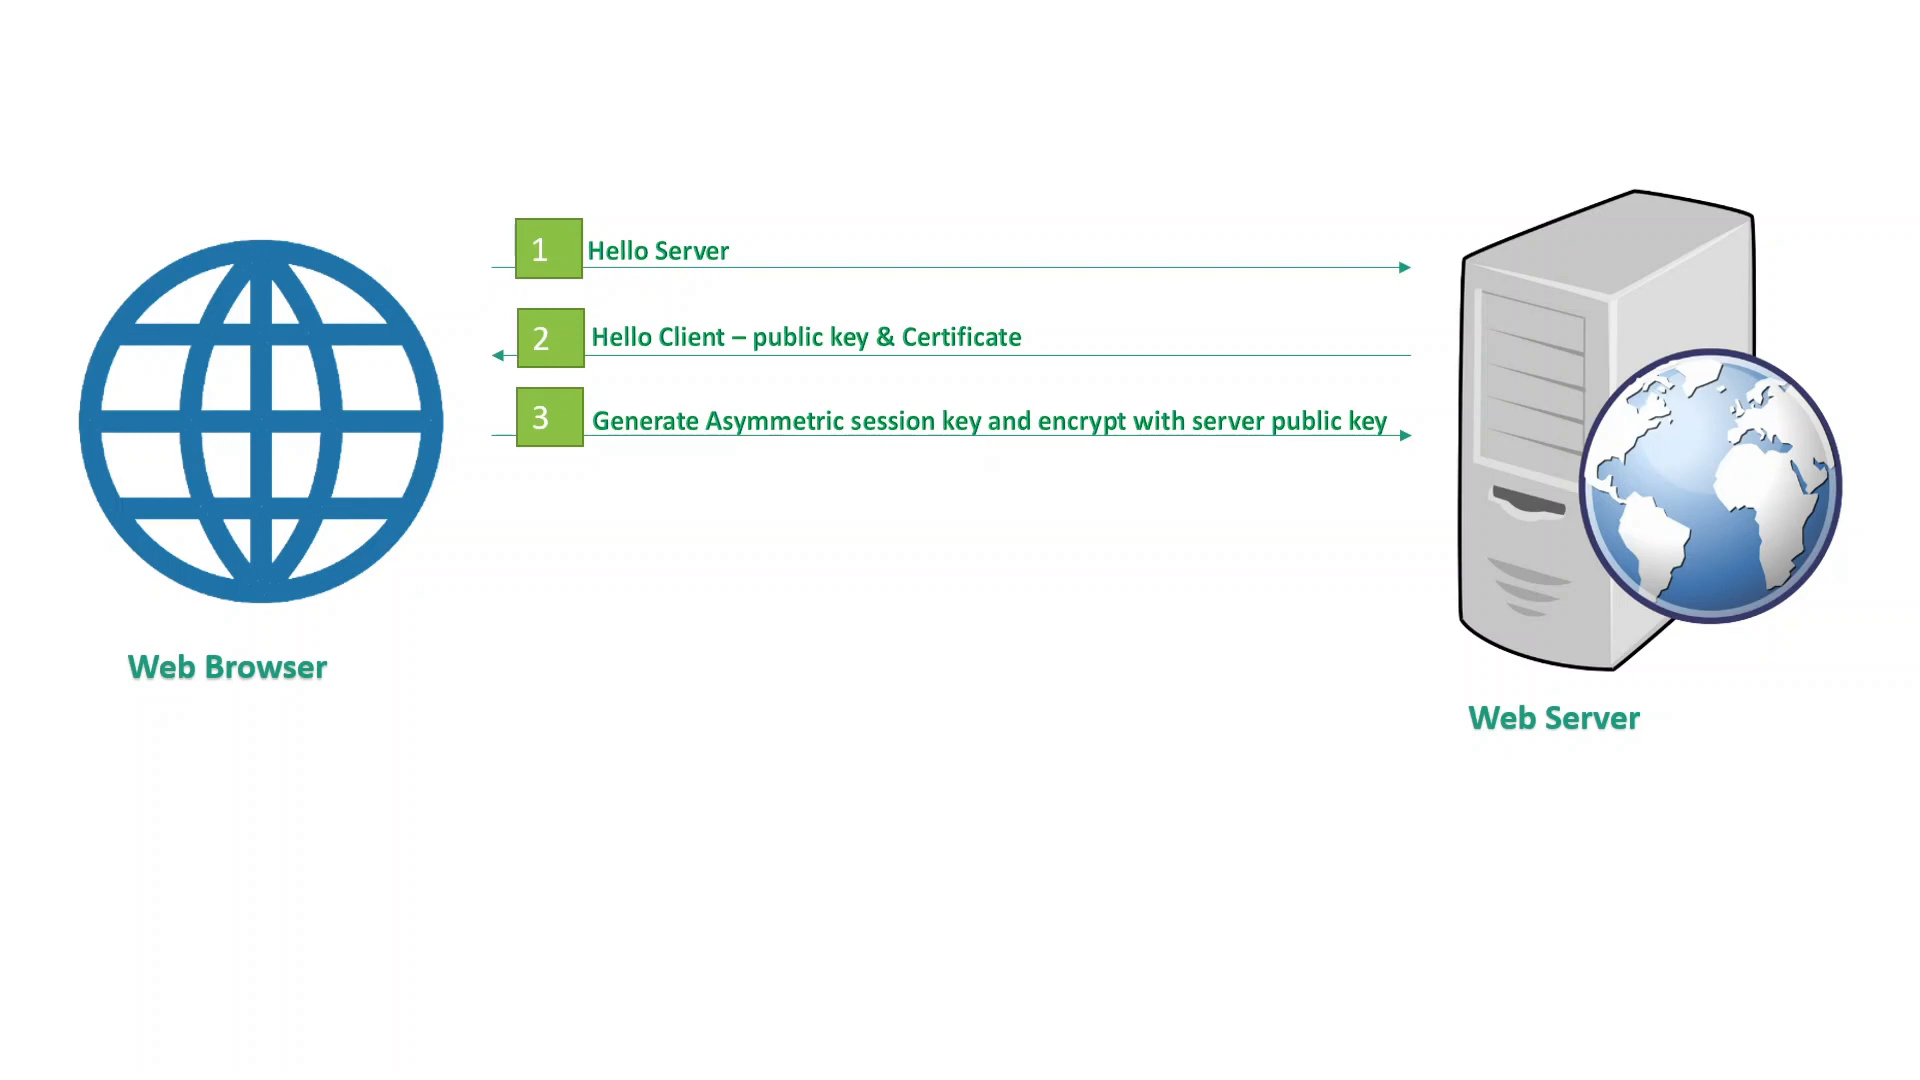 1 Hello Server
2 Hello Client – public key & Certificate
3 Generate Asymmetric session key and encrypt with server public key
Web Browser
Web Server